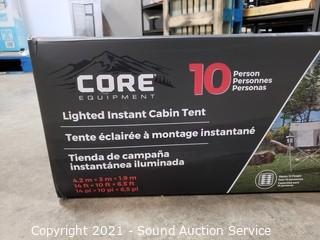 CORE
EQUIPMENT
10 Person
Personnes
Personas
Lighted Instant Cabin Tent
Tente éclairée à montage instantané
Tienda de campaña
instantánea iluminada
4.2 m × 3 m × 1.9 m
14 ft × 10 ft × 6.5 ft
14 pi × 10 pi × 6,5 pi
Copyright 2021 - Sound Auction Service